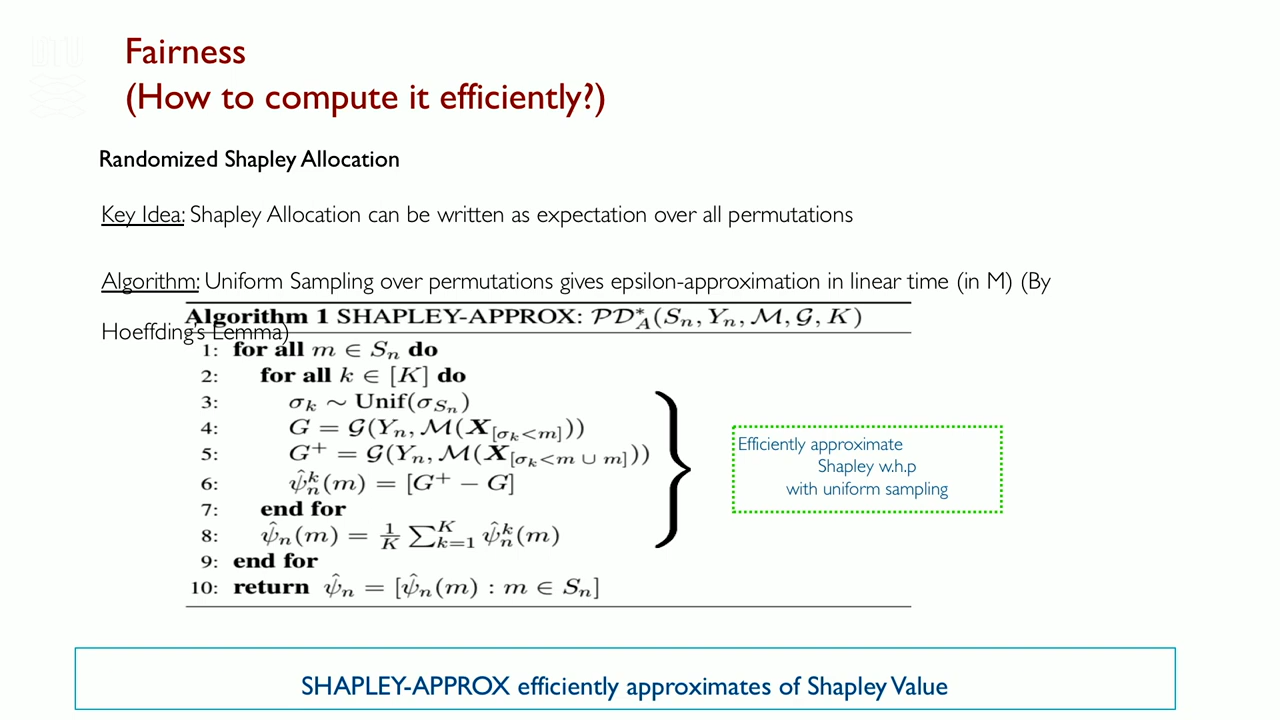 Fairness
(How to compute it efficiently?)
Randomized Shapley Allocation
Key Idea: Shapley Allocation can be written as expectation over all permutations
Algorithm: Uniform Sampling over permutations gives epsilon-approximation in linear time (in M) (By
Hoeffding's Lemma)
Algorithm 1 SHAPLEY-APPROX: 𝒫𝒟*_A(S_n, Y_n, ℳ, 𝒢, K)
1: for all m ∈ S_n do
2: for all k ∈ [K] do
3: σ_k ∼ Unif(σ_{S_n})
4: G = 𝒢(Y_n, ℳ(X_{[σ_k<m]}))
5: G^+ = 𝒢(Y_n, ℳ(X_{[σ_k<m ∪ m]}))
6: ψ̂_n^k(m) = [G^+ − G]
7: end for
8: ψ̂_n(m) = 1/K ∑_{k=1}^K ψ̂_n^k(m)
9: end for
10: return ψ̂_n = [ψ̂_n(m) : m ∈ S_n]
Efficiently approximate
Shapley w.h.p
with uniform sampling
SHAPLEY-APPROX efficiently approximates of Shapley Value